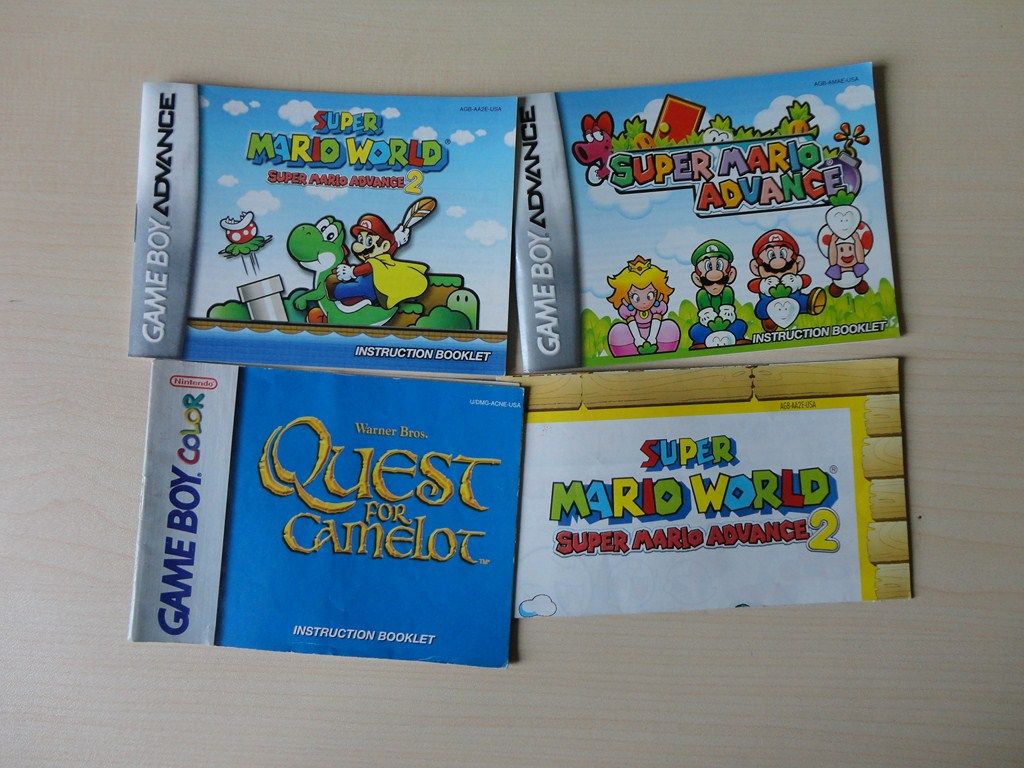 GAME BOY ADVANCE
AGB-AA2E-USA
SUPER
MARIO WORLD®
SUPER MARIO ADVANCE 2
INSTRUCTION BOOKLET
GAME BOY ADVANCE
AGB-AMAE-USA
SUPER MARIO
ADVANCE®
INSTRUCTION BOOKLET
Nintendo
GAME BOY COLOR
U/DMG-ACNE-USA
Warner Bros.
QUEST
FOR
CAMELOT™
INSTRUCTION BOOKLET
AGB-AA2E-USA
SUPER
MARIO WORLD®
SUPER MARIO ADVANCE 2